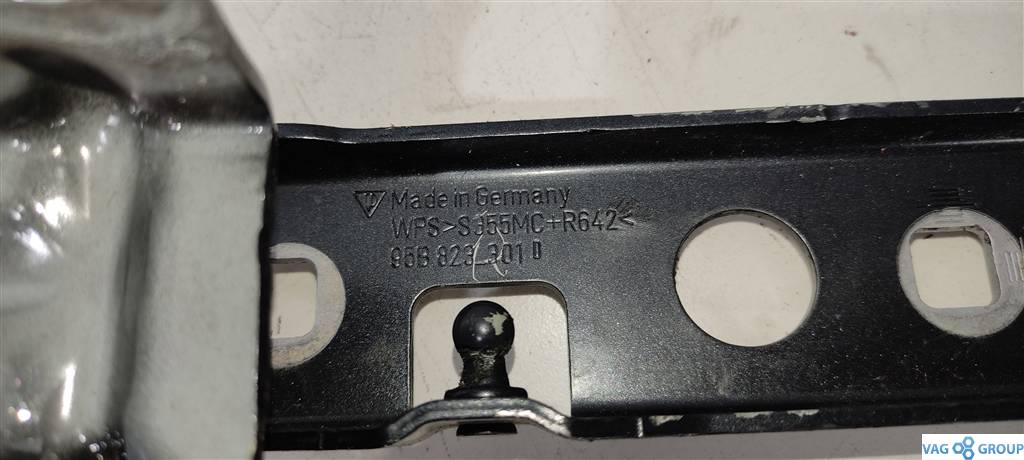 Made in Germany
WPS>S355MC+R642<
95B 823 301 D
VAG GROUP